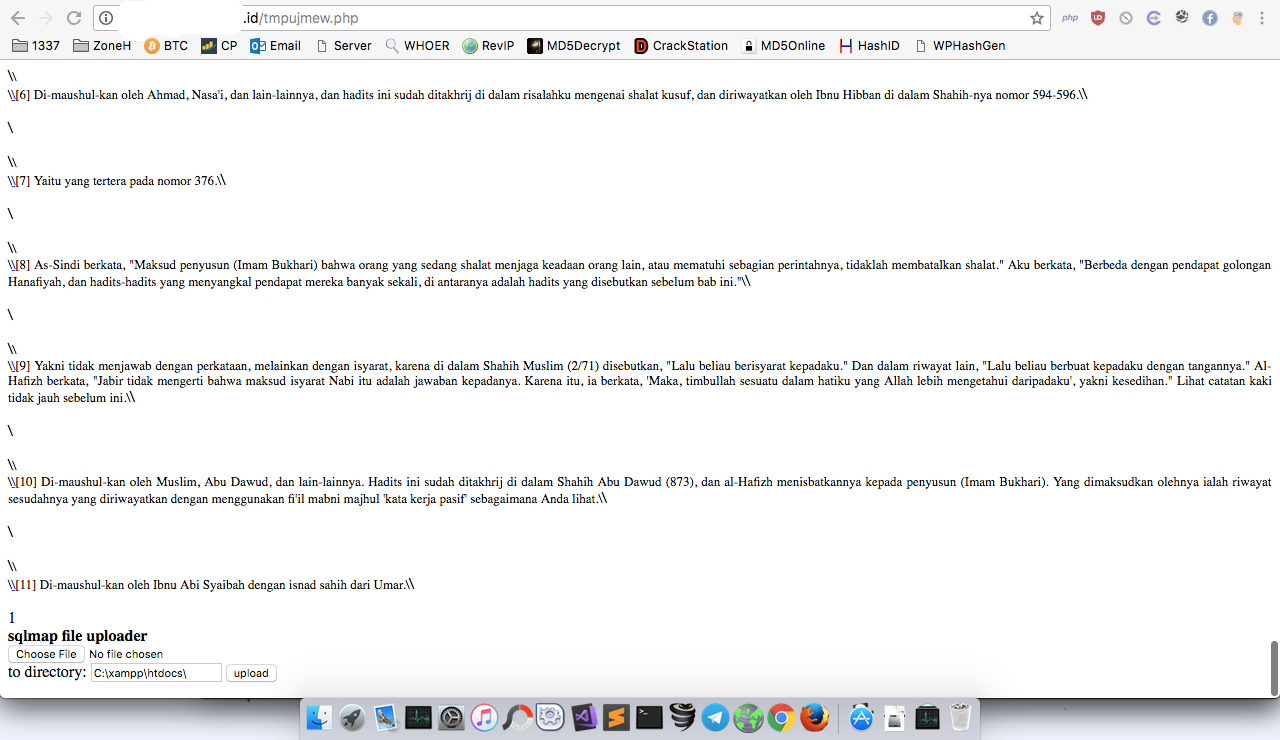 .id/tmpujmew.php
php
1337 ZoneH BTC CP Email Server WHOER RevIP MD5Decrypt CrackStation MD5Online HashID WPHashGen
\\
\\[6] Di-maushul-kan oleh Ahmad, Nasa'i, dan lain-lainnya, dan hadits ini sudah ditakhrij di dalam risalahku mengenai shalat kusuf, dan diriwayatkan oleh Ibnu Hibban di dalam Shahih-nya nomor 594-596.\\
\
\\
\\[7] Yaitu yang tertera pada nomor 376.\\
\
\\
\\[8] As-Sindi berkata, "Maksud penyusun (Imam Bukhari) bahwa orang yang sedang shalat menjaga keadaan orang lain, atau mematuhi sebagian perintahnya, tidaklah membatalkan shalat." Aku berkata, "Berbeda dengan pendapat golongan
Hanafiyah, dan hadits-hadits yang menyangkal pendapat mereka banyak sekali, di antaranya adalah hadits yang disebutkan sebelum bab ini."\\
\
\\
\\[9] Yakni tidak menjawab dengan perkataan, melainkan dengan isyarat, karena di dalam Shahih Muslim (2/71) disebutkan, "Lalu beliau berisyarat kepadaku." Dan dalam riwayat lain, "Lalu beliau berbuat kepadaku dengan tangannya." Al-
Hafizh berkata, "Jabir tidak mengerti bahwa maksud isyarat Nabi itu adalah jawaban kepadanya. Karena itu, ia berkata, 'Maka, timbullah sesuatu dalam hatiku yang Allah lebih mengetahui daripadaku', yakni kesedihan." Lihat catatan kaki
tidak jauh sebelum ini.\\
\
\\
\\[10] Di-maushul-kan oleh Muslim, Abu Dawud, dan lain-lainnya. Hadits ini sudah ditakhrij di dalam Shahih Abu Dawud (873), dan al-Hafizh menisbatkannya kepada penyusun (Imam Bukhari). Yang dimaksudkan olehnya ialah riwayat
sesudahnya yang diriwayatkan dengan menggunakan fi'il mabni majhul 'kata kerja pasif' sebagaimana Anda lihat.\\
\
\\
\\[11] Di-maushul-kan oleh Ibnu Abi Syaibah dengan isnad sahih dari Umar.\\
1
sqlmap file uploader
Choose File No file chosen
to directory: C:\xampp\htdocs\ upload